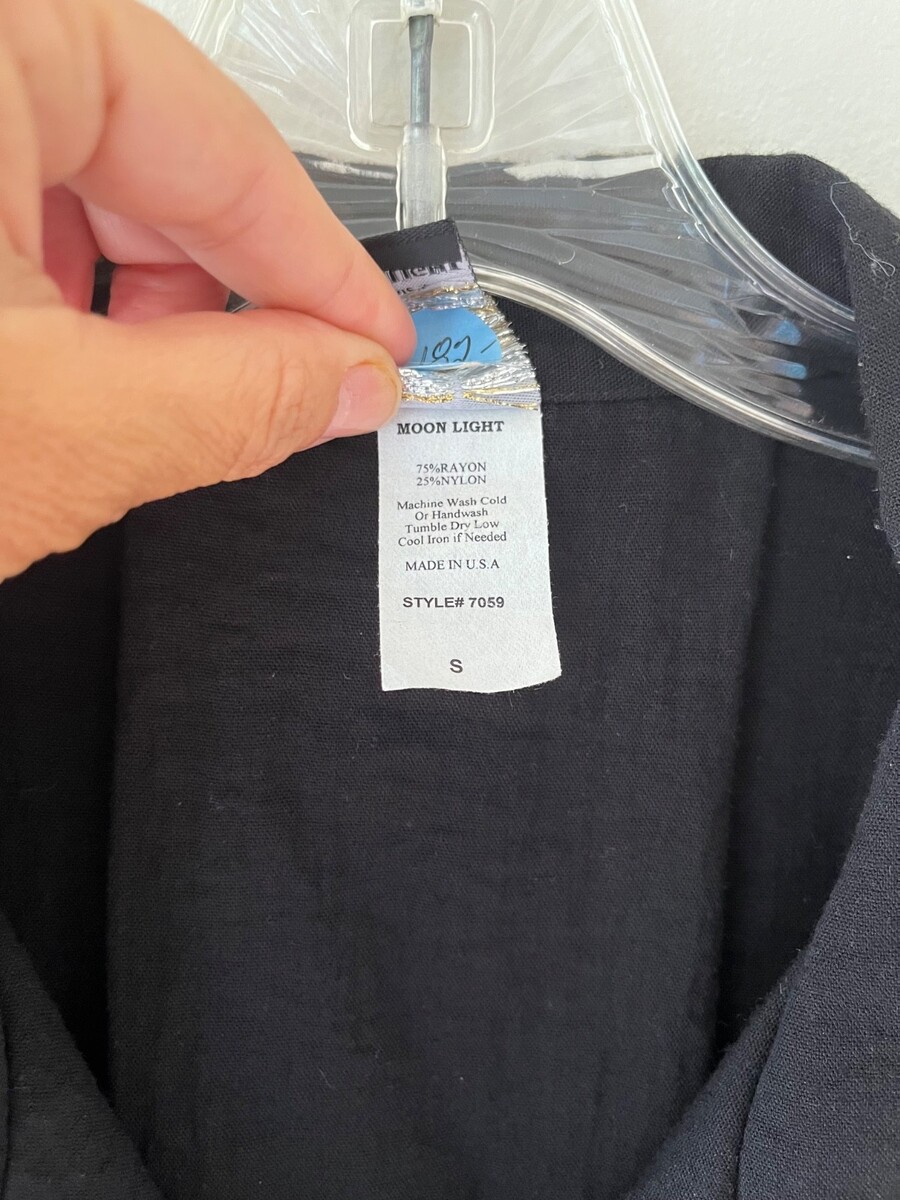 182-
MOON LIGHT
75%RAYON
25%NYLON
Machine Wash Cold
Or Handwash
Tumble Dry Low
Cool Iron if Needed
MADE IN U.S.A
STYLE# 7059
S